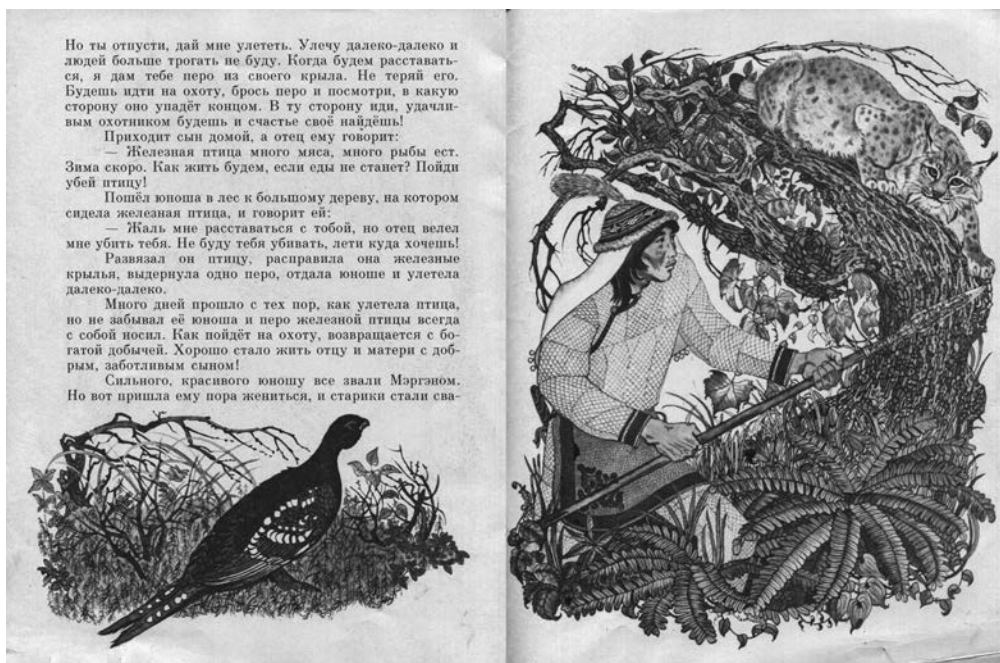 Но ты отпусти, дай мне улететь. Улечу далеко-далеко и
людей больше трогать не буду. Когда будем расставать-
ся, я дам тебе перо из своего крыла. Не теряй его.
Будешь идти на охоту, брось перо и посмотри, в какую
сторону оно упадёт концом. В ту сторону иди, удачли-
вым охотником будешь и счастье своё найдёшь!
Приходит сын домой, а отец ему говорит:
— Железная птица много мяса, много рыбы ест.
Зима скоро. Как жить будем, если еды не станет? Пойди
убей птицу!
Пошёл юноша в лес к большому дереву, на котором
сидела железная птица, и говорит ей:
— Жаль мне расставаться с тобой, но отец велел
мне убить тебя. Не буду тебя убивать, лети куда хочешь!
Развязал он птицу, расправила она железные
крылья, выдернула одно перо, отдала юноше и улетела
далеко-далеко.
Много дней прошло с тех пор, как улетела птица,
но не забывал её юноша и перо железной птицы всегда
с собой носил. Как пойдёт на охоту, возвращается с бо-
гатой добычей. Хорошо стало жить отцу и матери с доб-
рым, заботливым сыном!
Сильного, красивого юношу все звали Мэргэном.
Но вот пришла ему пора жениться, и старики стали сва-